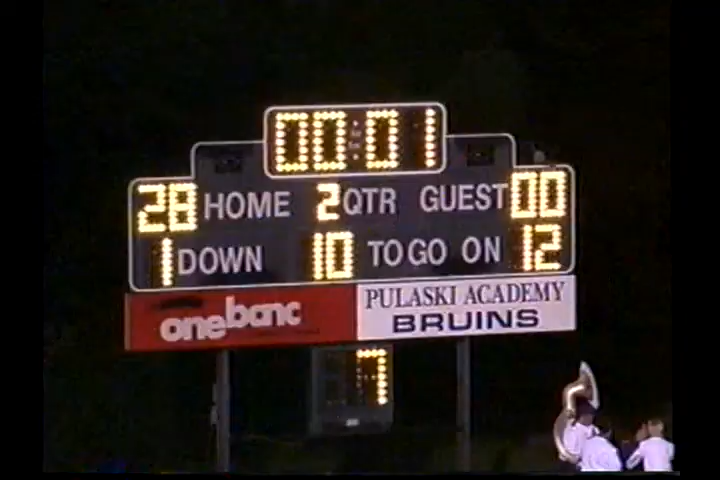 00:01
28 HOME 2 QTR GUEST 00
1 DOWN 10 TO GO ON 12
onebanc PULASKI ACADEMY
BRUINS
7